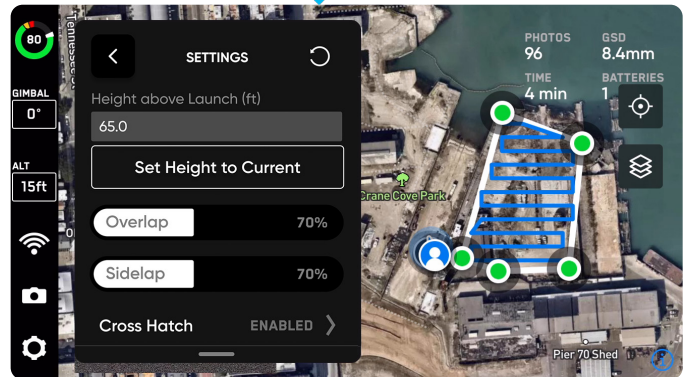 80
GIMBAL
0°
ALT
15ft
Tennessee St
SETTINGS
Height above Launch (ft)
65.0
Set Height to Current
Overlap 70%
Sidelap 70%
Cross Hatch ENABLED
PHOTOS
96
GSD
8.4mm
TIME
4 min
BATTERIES
1
Crane Cove Park
Pier 70 Shed